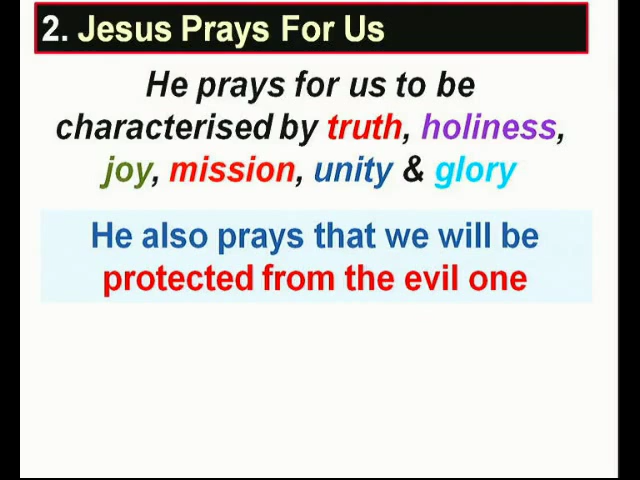 2. Jesus Prays For Us
He prays for us to be
characterised by truth, holiness,
joy, mission, unity & glory
He also prays that we will be
protected from the evil one